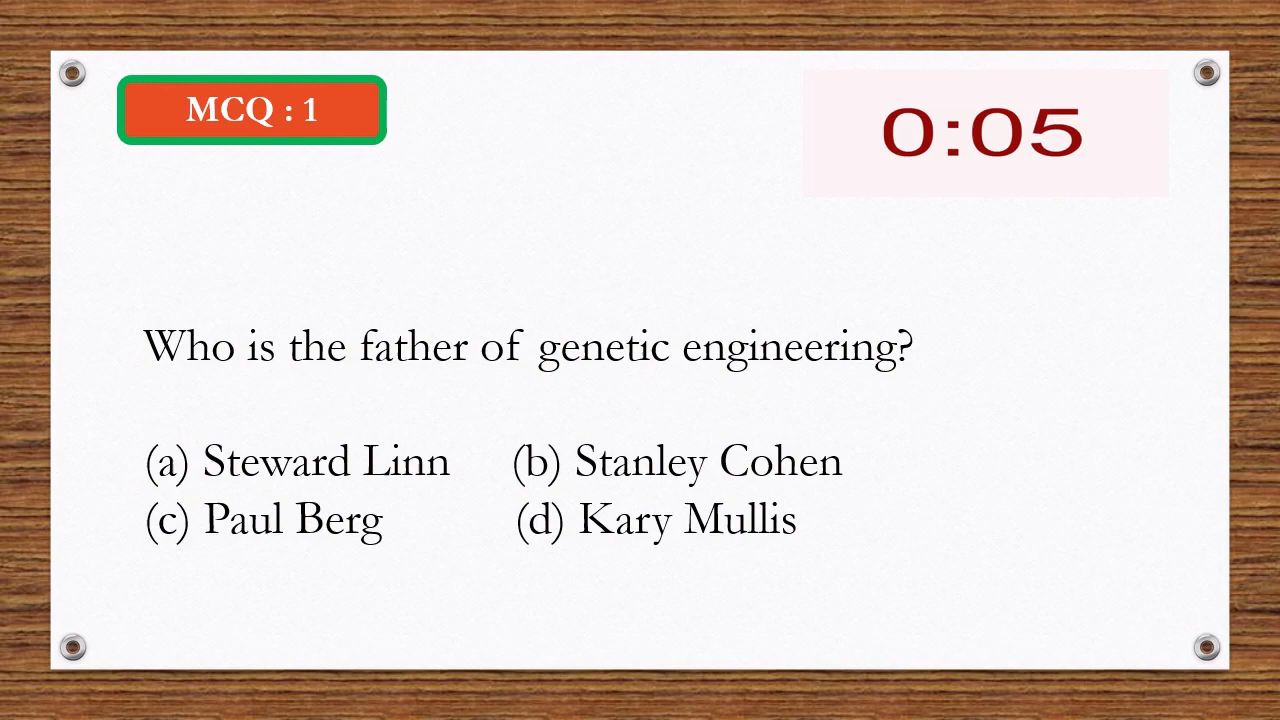 MCQ : 1
0:05
Who is the father of genetic engineering?
(a) Steward Linn (b) Stanley Cohen
(c) Paul Berg (d) Kary Mullis